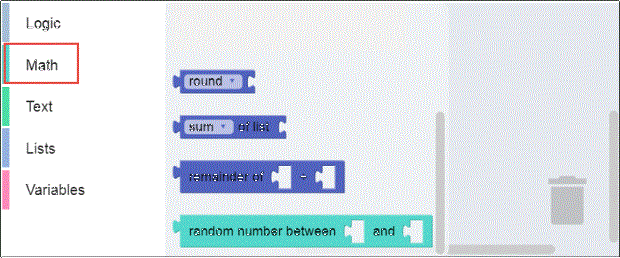 Logic
Math
Text
Lists
Variables
round
sum of list
remainder of ÷
random number between and